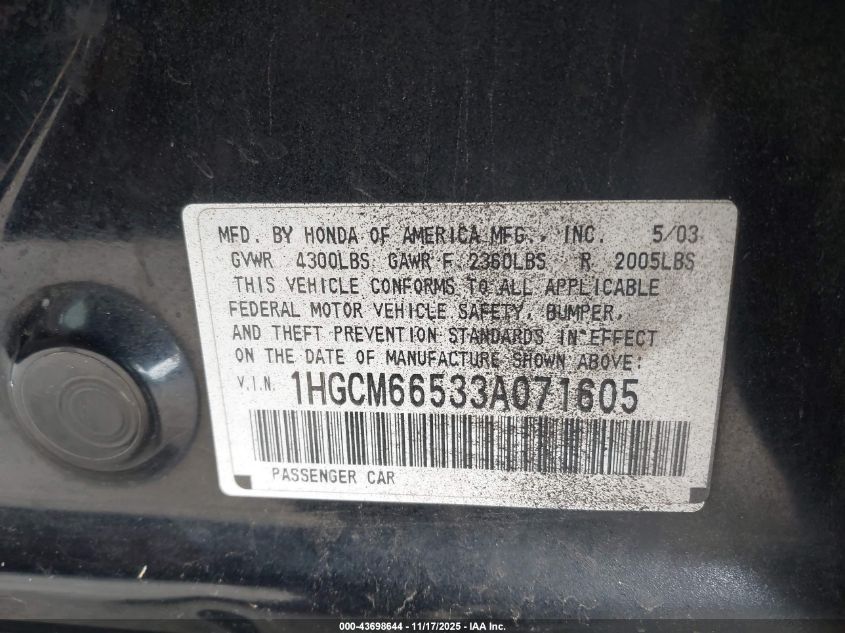 MFD. BY HONDA OF AMERICA MFG., INC. 5/03
GVWR 4300LBS GAWR F 2360LBS R 2005LBS
THIS VEHICLE CONFORMS TO ALL APPLICABLE
FEDERAL MOTOR VEHICLE SAFETY, BUMPER,
AND THEFT PREVENTION STANDARDS IN EFFECT
ON THE DATE OF MANUFACTURE SHOWN ABOVE:
V.I.N. 1HGCM66533A071605
PASSENGER CAR
000-43698644 — 11/17/2025 — IAA Inc.